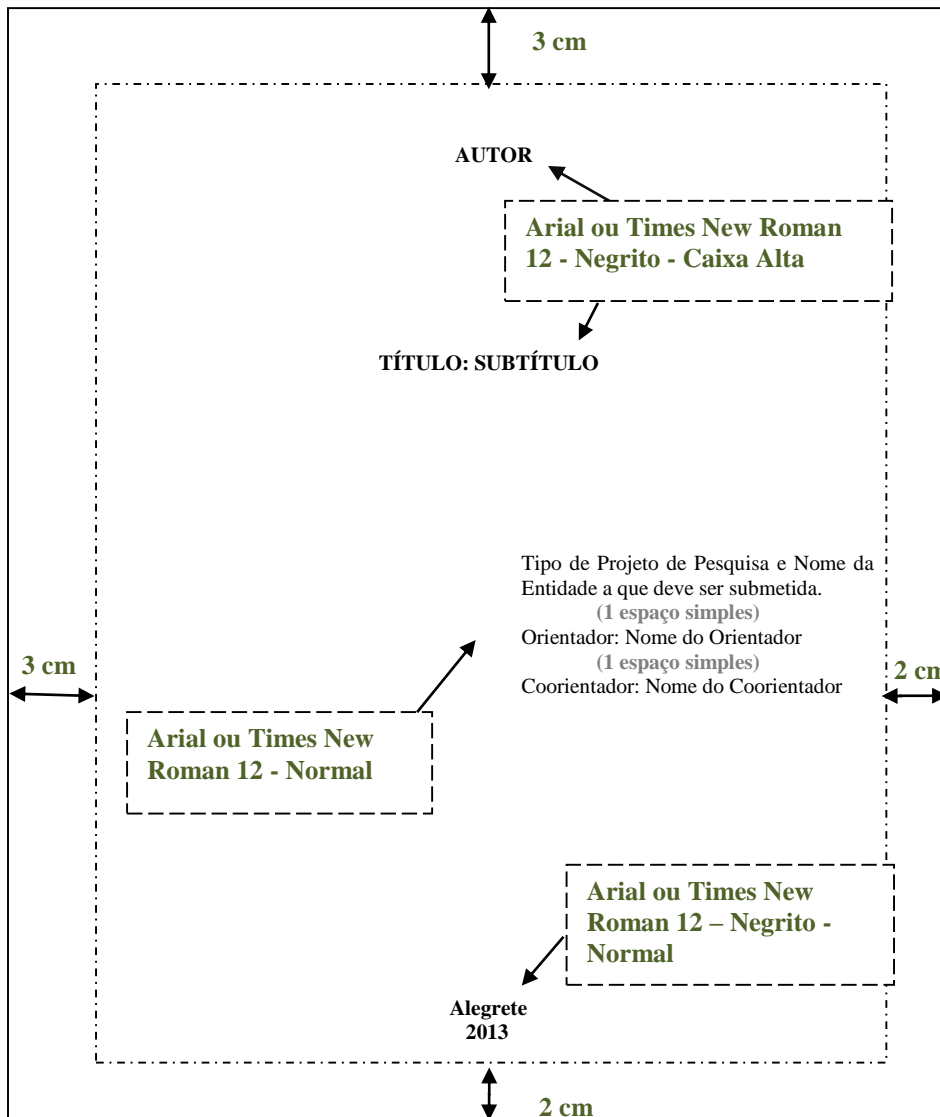 3 cm
AUTOR
Arial ou Times New Roman
12 - Negrito - Caixa Alta
TÍTULO: SUBTÍTULO
Tipo de Projeto de Pesquisa e Nome da
Entidade a que deve ser submetida.
(1 espaço simples)
Orientador: Nome do Orientador
(1 espaço simples)
Coorientador: Nome do Coorientador
3 cm
2 cm
Arial ou Times New
Roman 12 - Normal
Arial ou Times New
Roman 12 – Negrito -
Normal
Alegrete
2013
2 cm